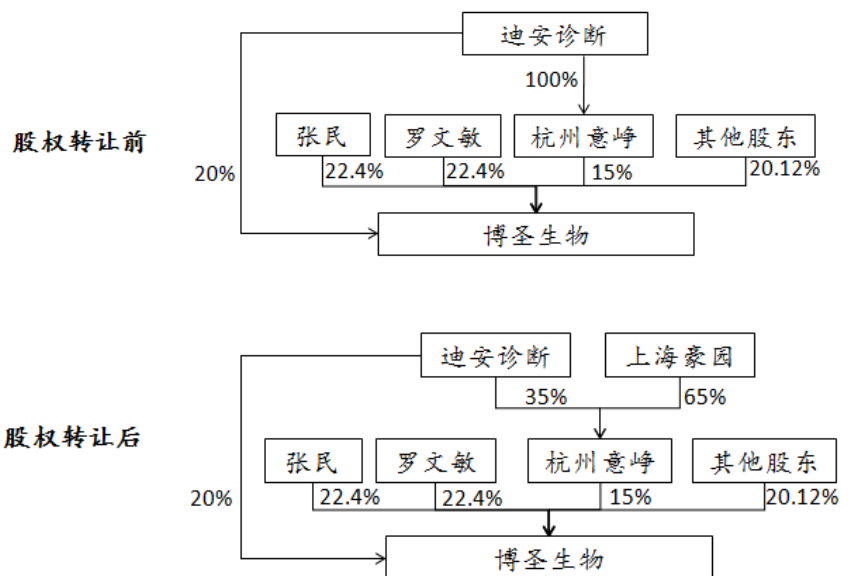 迪安诊断
100%
股权转让前
张民
罗文敏
杭州意峥
其他股东
20%
22.4%
22.4%
15%
20.12%
博圣生物
迪安诊断
上海豪园
35%
65%
股权转让后
张民
罗文敏
杭州意峥
其他股东
20%
22.4%
22.4%
15%
20.12%
博圣生物